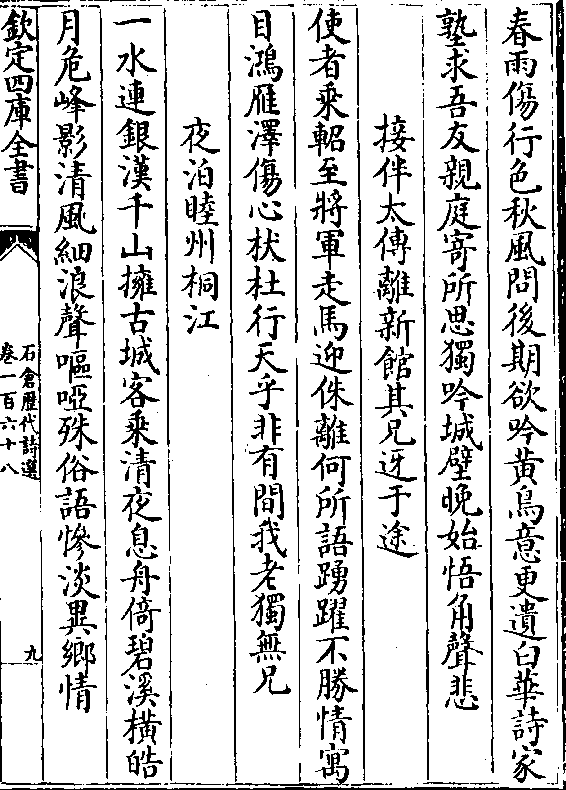 春雨傷行色秋風問後期欲吟黃鳥意更遺白華詩家
塾求吾友親庭寄所思獨吟城壁晚始悟角聲悲
接伴太傅離新館其兄迓于途
使者乘軺至將軍走馬迎侏離何所語踴躍不勝情寓
目鴻雁澤傷心杕杜行天乎非有間我老獨無兄
夜泊睦州桐江
一水連銀漢千山擁古城客乘清夜息舟倚碧溪橫皓
月危峰影清風細浪聲嘔啞殊俗語慘淡異鄉情
欽定四庫全書
石倉歷代詩選
卷一百六十八
九